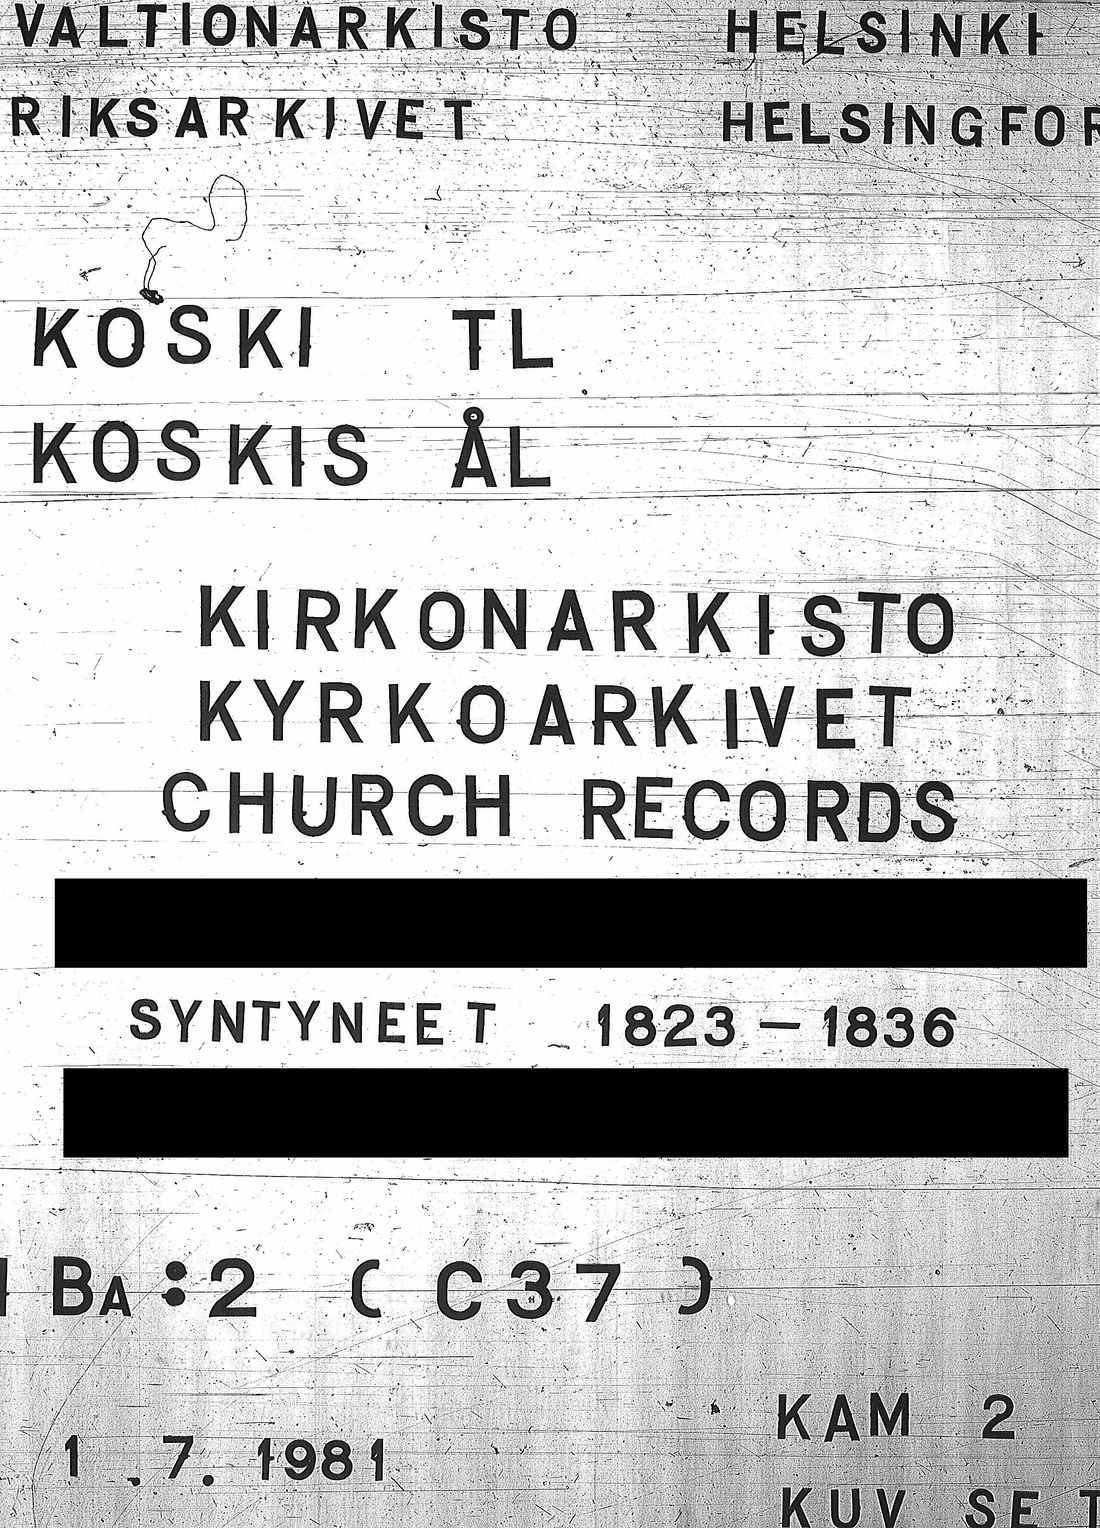 VALTIONARKISTO HELSINKI
RIKSARKIVET HELSINGFOR
KOSKI TL
KOSKIS ÅL
KIRKONARKISTO
KYRKOARKIVET
CHURCH RECORDS
SYNTYNEET 1823-1836
I BA:2 (C37)
1.7.1981 KAM 2
KUV SET